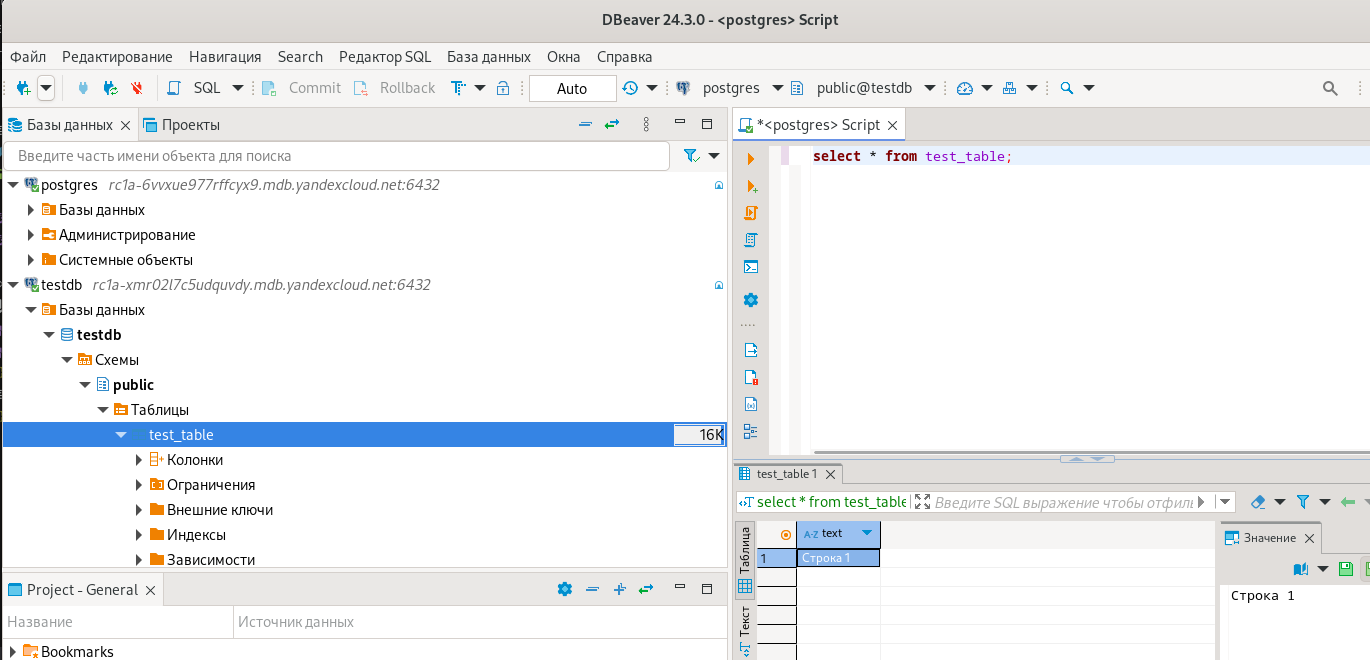 DBeaver 24.3.0 - <postgres> Script
Файл Редактирование Навигация Search Редактор SQL База данных Окна Справка
SQL Commit Rollback Auto postgres public@testdb
Базы данных Проекты
Введите часть имени объекта для поиска
postgres rc1a-6vvxue977rffcyx9.mdb.yandexcloud.net:6432
Базы данных
Администрирование
Системные объекты
testdb rc1a-xmr02l7c5udquvdy.mdb.yandexcloud.net:6432
Базы данных
testdb
Схемы
public
Таблицы
test_table 16K
Колонки
Ограничения
Внешние ключи
Индексы
Зависимости
Project - General
Название Источник данных
Bookmarks
*<postgres> Script
select * from test_table;
test_table 1
select * from test_table Введите SQL выражение чтобы отфил
Таблица
Текст
A-Z text
1 Строка 1
Значение
Строка 1